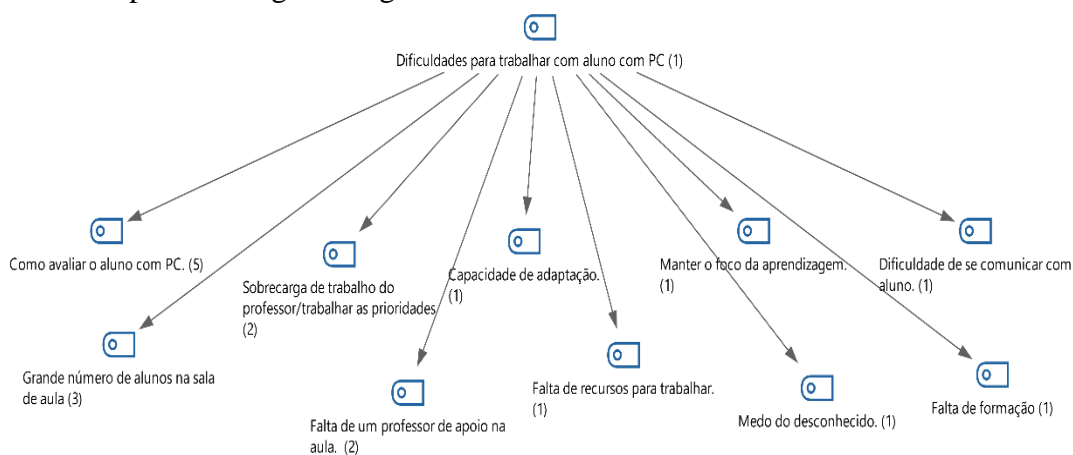 Dificuldades para trabalhar com aluno com PC (1)
Como avaliar o aluno com PC. (5)
Sobrecarga de trabalho do
professor/trabalhar as prioridades
(2)
Capacidade de adaptação.
(1)
Manter o foco da aprendizagem.
(1)
Dificuldade de se comunicar com
aluno. (1)
Grande número de alunos na sala
de aula (3)
Falta de um professor de apoio na
aula. (2)
Falta de recursos para trabalhar.
(1)
Medo do desconhecido. (1)
Falta de formação (1)